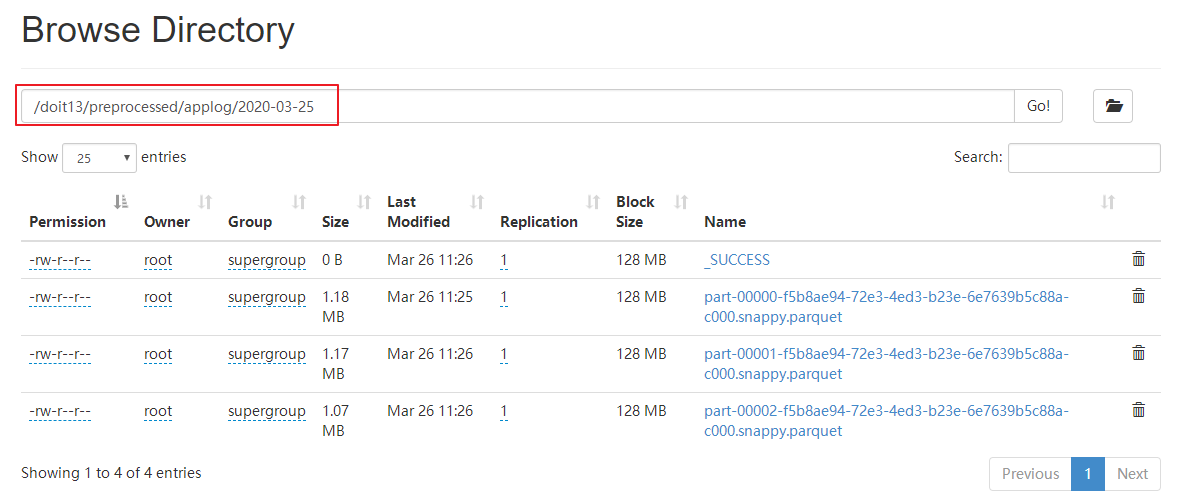 Browse Directory
/doit13/preprocessed/applog/2020-03-25
Go!
Show 25 entries
Search:
Permission Owner Group Size Last Modified Replication Block Size Name
-rw-r--r-- root supergroup 0 B Mar 26 11:26 1 128 MB _SUCCESS
-rw-r--r-- root supergroup 1.18 MB Mar 26 11:25 1 128 MB part-00000-f5b8ae94-72e3-4ed3-b23e-6e7639b5c88a-c000.snappy.parquet
-rw-r--r-- root supergroup 1.17 MB Mar 26 11:26 1 128 MB part-00001-f5b8ae94-72e3-4ed3-b23e-6e7639b5c88a-c000.snappy.parquet
-rw-r--r-- root supergroup 1.07 MB Mar 26 11:26 1 128 MB part-00002-f5b8ae94-72e3-4ed3-b23e-6e7639b5c88a-c000.snappy.parquet
Showing 1 to 4 of 4 entries
Previous 1 Next